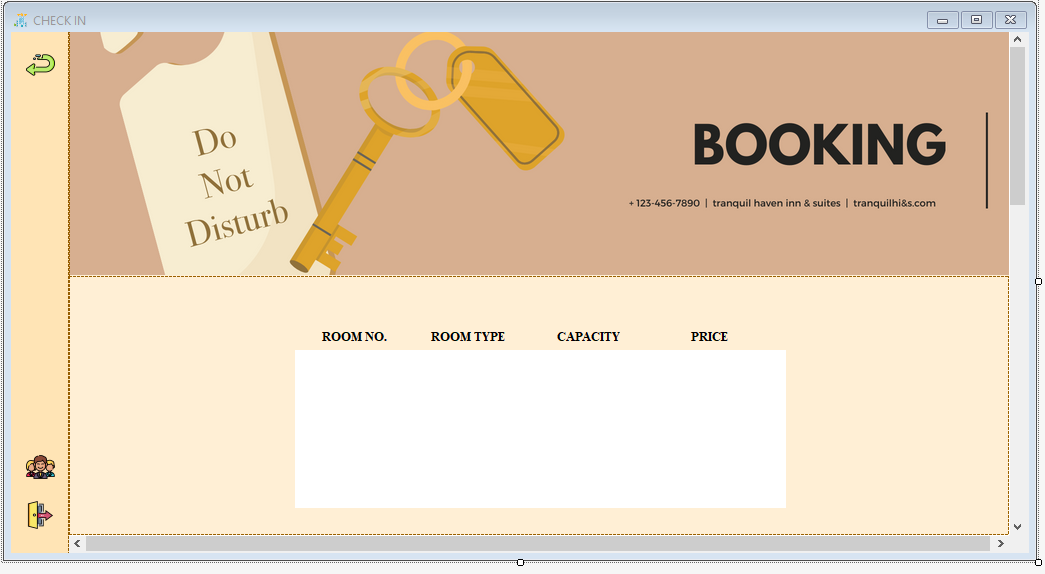 CHECK IN
Do
Not
Disturb
BOOKING
+123-456-7890 | tranquil haven inn & suites | tranquilhi&s.com
ROOM NO. ROOM TYPE CAPACITY PRICE